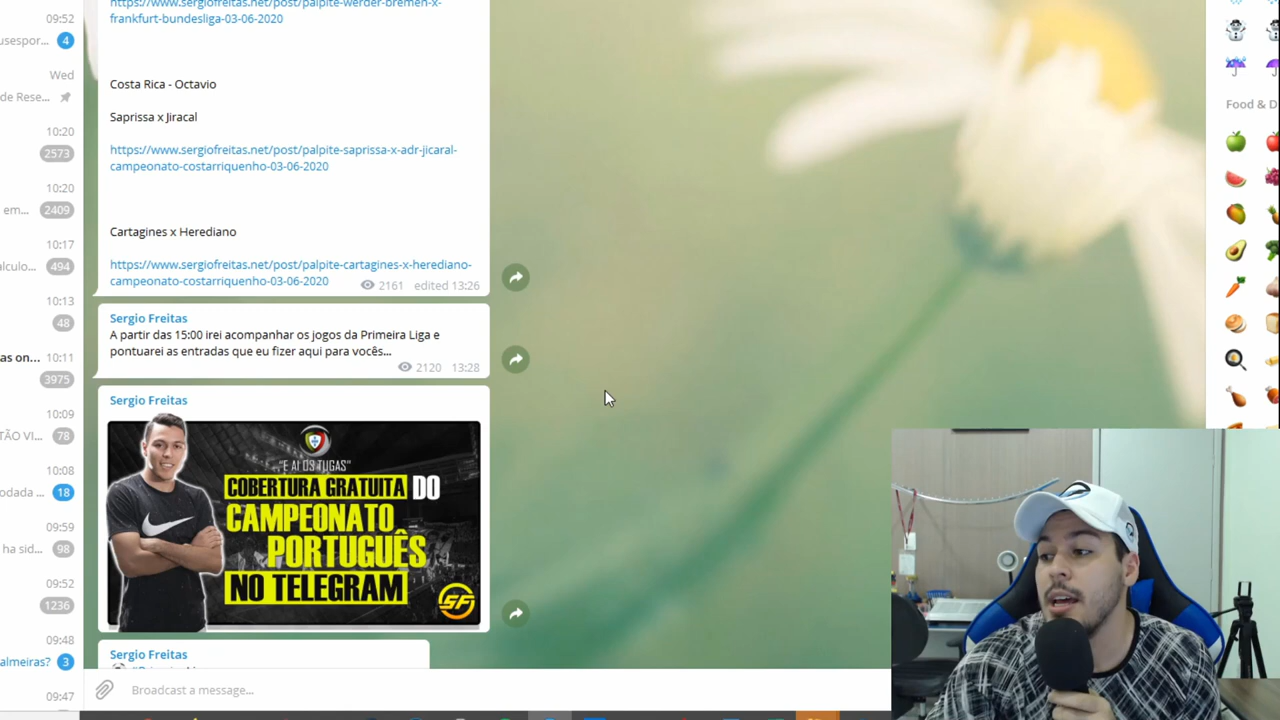 09:52
usespor...
4
Wed
de Rese...
10:20
2573
10:20
em...
2409
10:17
alculo...
494
10:13
48
as on...
10:11
3975
10:09
TÃO VI...
78
10:08
odada ...
18
09:59
ha sid...
98
09:52
1236
09:48
almeiras?
3
09:47
https://www.sergiofreitas.net/post/palpite-werder-bremen-x-
frankfurt-bundesliga-03-06-2020
Costa Rica - Octavio
Saprissa x Jiracal
https://www.sergiofreitas.net/post/palpite-saprissa-x-adr-jicaral-
campeonato-costarriquenho-03-06-2020
Cartagines x Herediano
https://www.sergiofreitas.net/post/palpite-cartagines-x-herediano-
campeonato-costarriquenho-03-06-2020
2161 edited 13:26
Sergio Freitas
A partir das 15:00 irei acompanhar os jogos da Primeira Liga e
pontuarei as entradas que eu fizer aqui para vocês...
2120 13:28
Sergio Freitas
"E AI OS TUGAS"
COBERTURA GRATUITA DO
CAMPEONATO
PORTUGUÊS
NO TELEGRAM
SF
Sergio Freitas
Broadcast a message...
Food & D